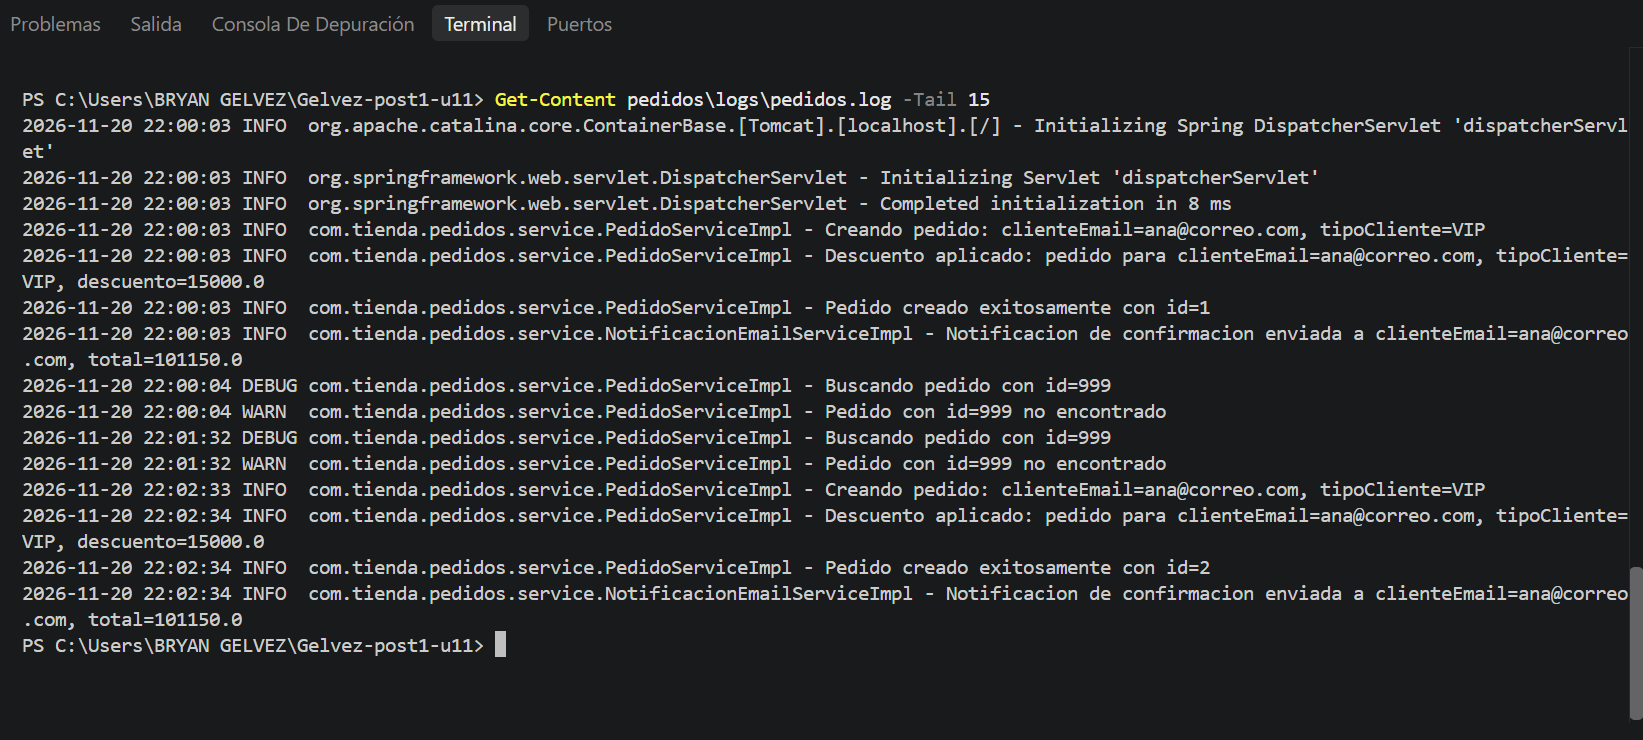 Problemas Salida Consola De Depuración Terminal Puertos
PS C:\Users\BRYAN GELVEZ\Gelvez-post1-u11> Get-Content pedidos\logs\pedidos.log -Tail 15
2026-11-20 22:00:03 INFO  org.apache.catalina.core.ContainerBase.[Tomcat].[localhost].[/] - Initializing Spring DispatcherServlet 'dispatcherServl
et'
2026-11-20 22:00:03 INFO  org.springframework.web.servlet.DispatcherServlet - Initializing Servlet 'dispatcherServlet'
2026-11-20 22:00:03 INFO  org.springframework.web.servlet.DispatcherServlet - Completed initialization in 8 ms
2026-11-20 22:00:03 INFO  com.tienda.pedidos.service.PedidoServiceImpl - Creando pedido: clienteEmail=ana@correo.com, tipoCliente=VIP
2026-11-20 22:00:03 INFO  com.tienda.pedidos.service.PedidoServiceImpl - Descuento aplicado: pedido para clienteEmail=ana@correo.com, tipoCliente=
VIP, descuento=15000.0
2026-11-20 22:00:03 INFO  com.tienda.pedidos.service.PedidoServiceImpl - Pedido creado exitosamente con id=1
2026-11-20 22:00:03 INFO  com.tienda.pedidos.service.NotificacionEmailServiceImpl - Notificacion de confirmacion enviada a clienteEmail=ana@correo
.com, total=101150.0
2026-11-20 22:00:04 DEBUG com.tienda.pedidos.service.PedidoServiceImpl - Buscando pedido con id=999
2026-11-20 22:00:04 WARN  com.tienda.pedidos.service.PedidoServiceImpl - Pedido con id=999 no encontrado
2026-11-20 22:01:32 DEBUG com.tienda.pedidos.service.PedidoServiceImpl - Buscando pedido con id=999
2026-11-20 22:01:32 WARN  com.tienda.pedidos.service.PedidoServiceImpl - Pedido con id=999 no encontrado
2026-11-20 22:02:33 INFO  com.tienda.pedidos.service.PedidoServiceImpl - Creando pedido: clienteEmail=ana@correo.com, tipoCliente=VIP
2026-11-20 22:02:34 INFO  com.tienda.pedidos.service.PedidoServiceImpl - Descuento aplicado: pedido para clienteEmail=ana@correo.com, tipoCliente=
VIP, descuento=15000.0
2026-11-20 22:02:34 INFO  com.tienda.pedidos.service.PedidoServiceImpl - Pedido creado exitosamente con id=2
2026-11-20 22:02:34 INFO  com.tienda.pedidos.service.NotificacionEmailServiceImpl - Notificacion de confirmacion enviada a clienteEmail=ana@correo
.com, total=101150.0
PS C:\Users\BRYAN GELVEZ\Gelvez-post1-u11>